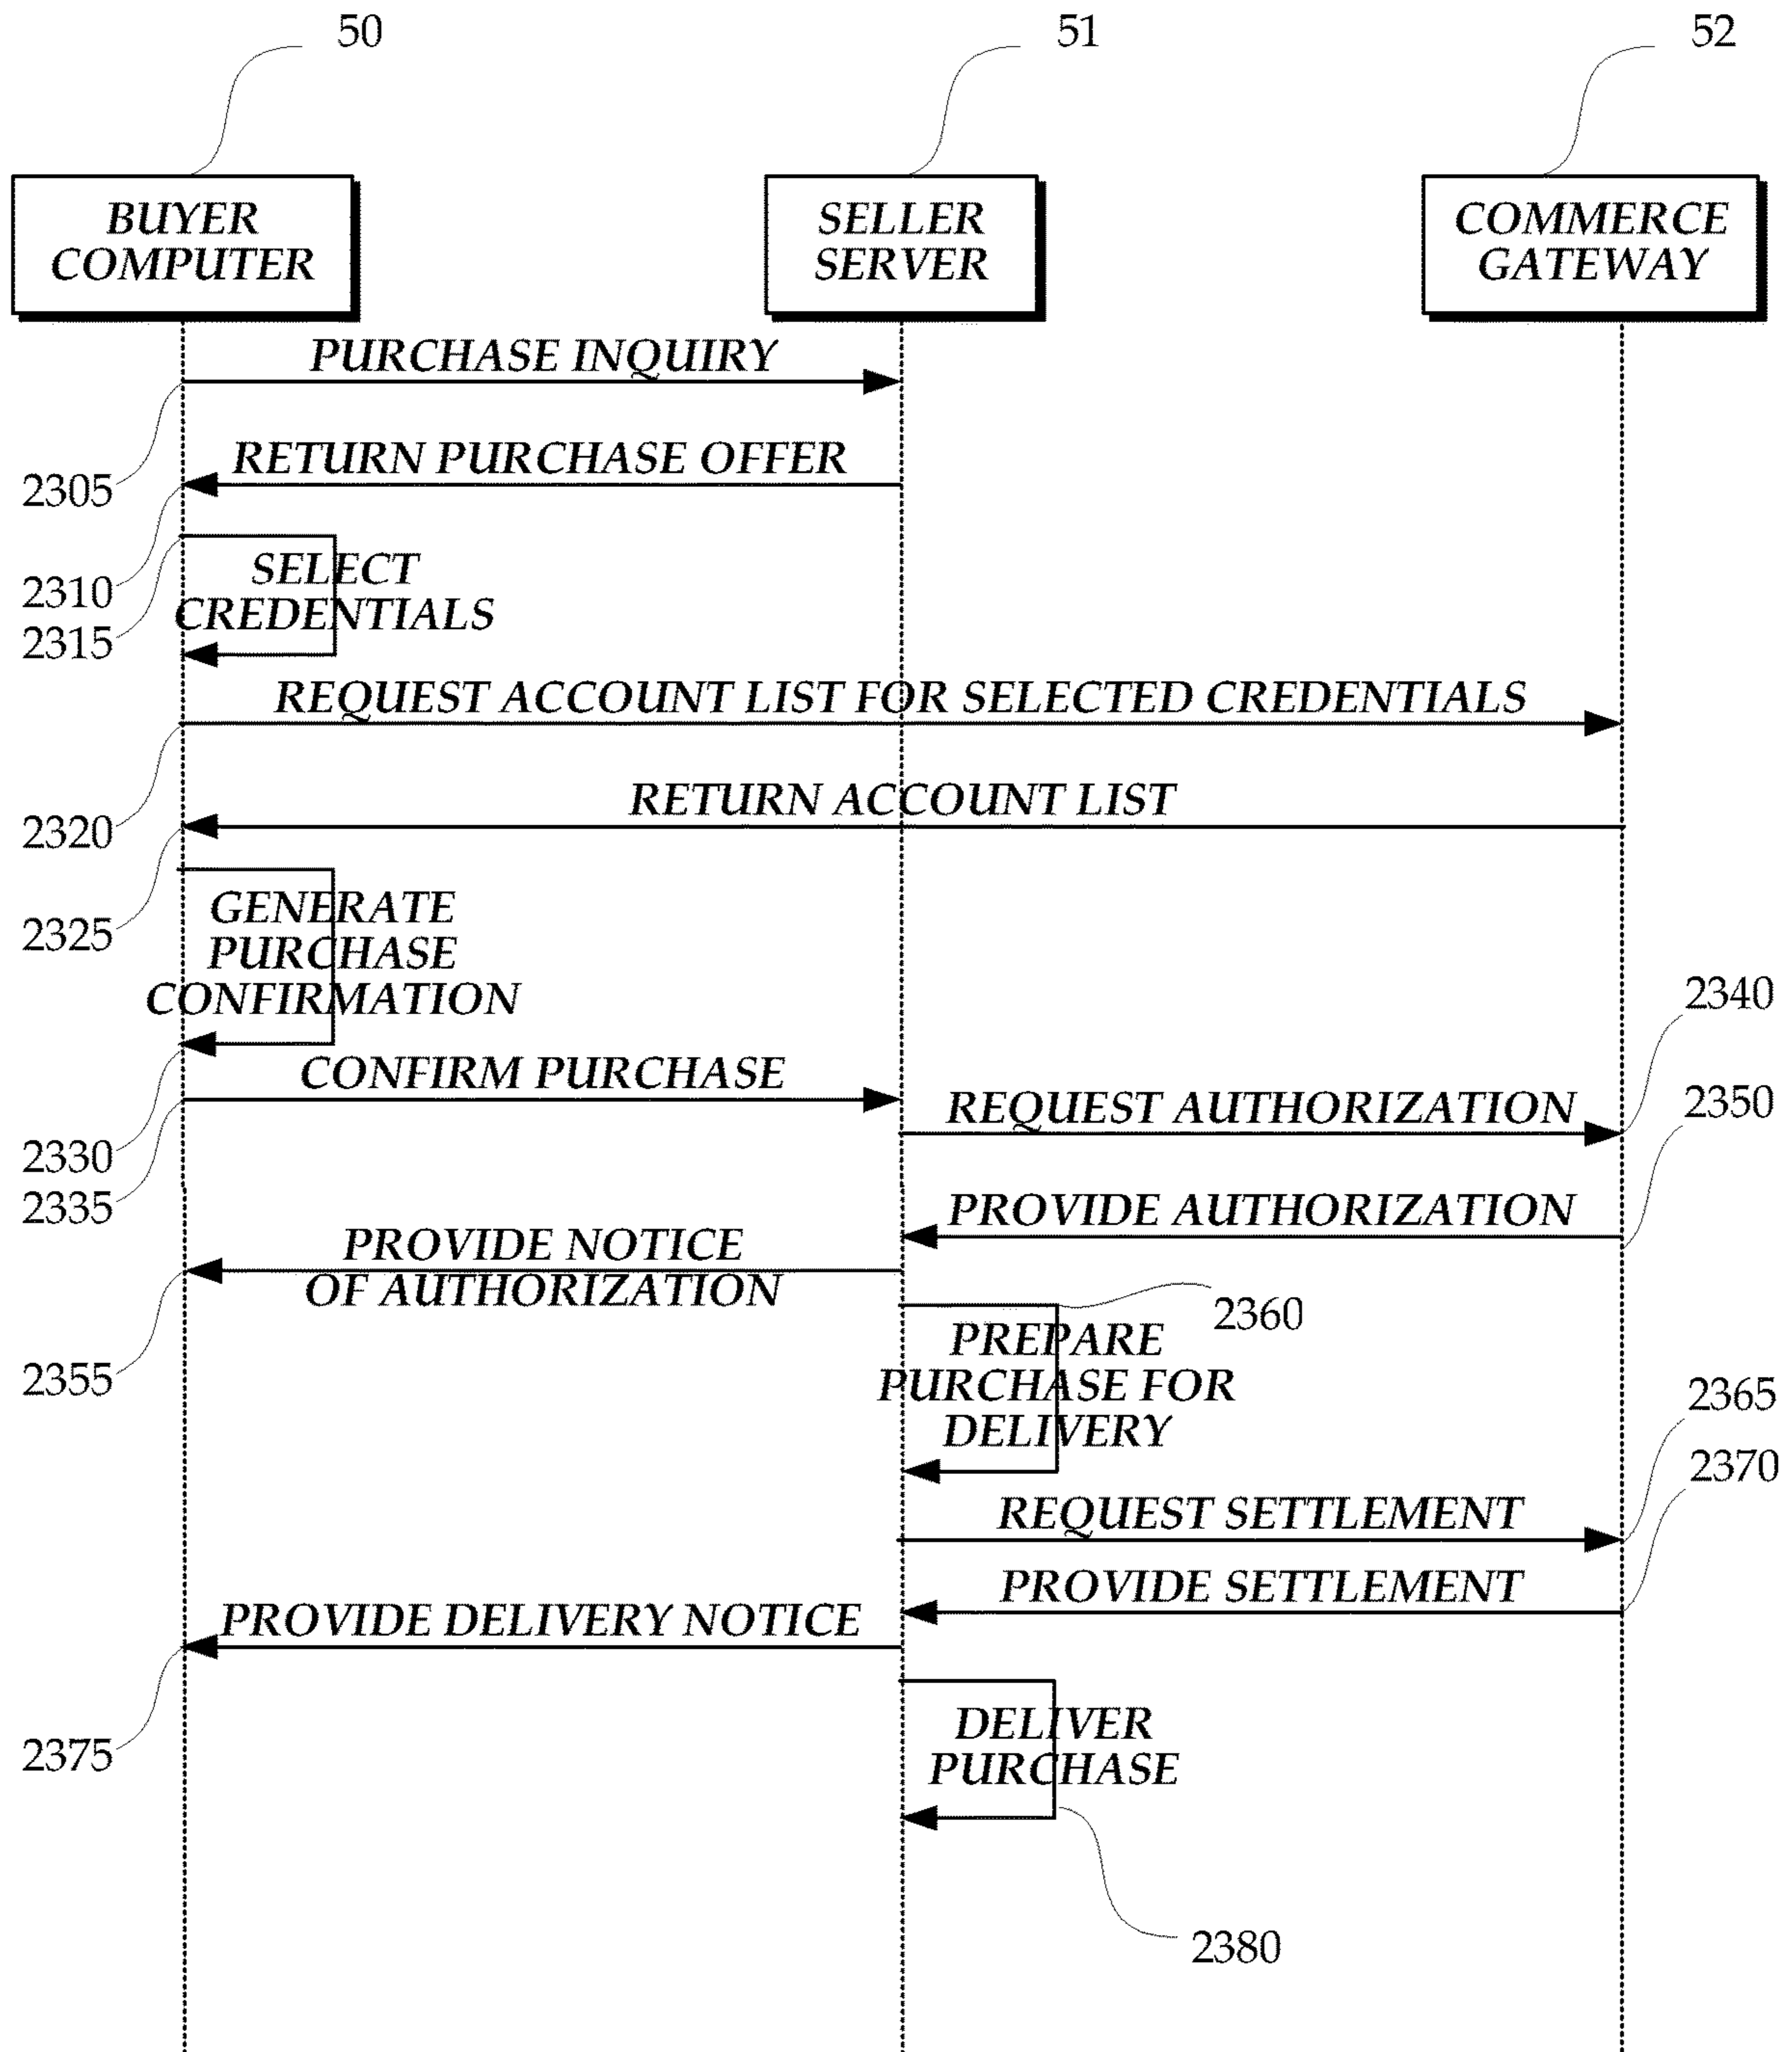 50
51
52
BUYER
COMPUTER
SELLER
SERVER
COMMERCE
GATEWAY
PURCHASE INQUIRY
2305
RETURN PURCHASE OFFER
2310
SELECT
CREDENTIALS
2315
REQUEST ACCOUNT LIST FOR SELECTED CREDENTIALS
2320
RETURN ACCOUNT LIST
2325
GENERATE
PURCHASE
CONFIRMATION
2330
CONFIRM PURCHASE
2335
REQUEST AUTHORIZATION
2340
PROVIDE AUTHORIZATION
2350
PROVIDE NOTICE
OF AUTHORIZATION
2355
2360
PREPARE
PURCHASE FOR
DELIVERY
REQUEST SETTLEMENT
2365
PROVIDE SETTLEMENT
2370
PROVIDE DELIVERY NOTICE
2375
DELIVER
PURCHASE
2380